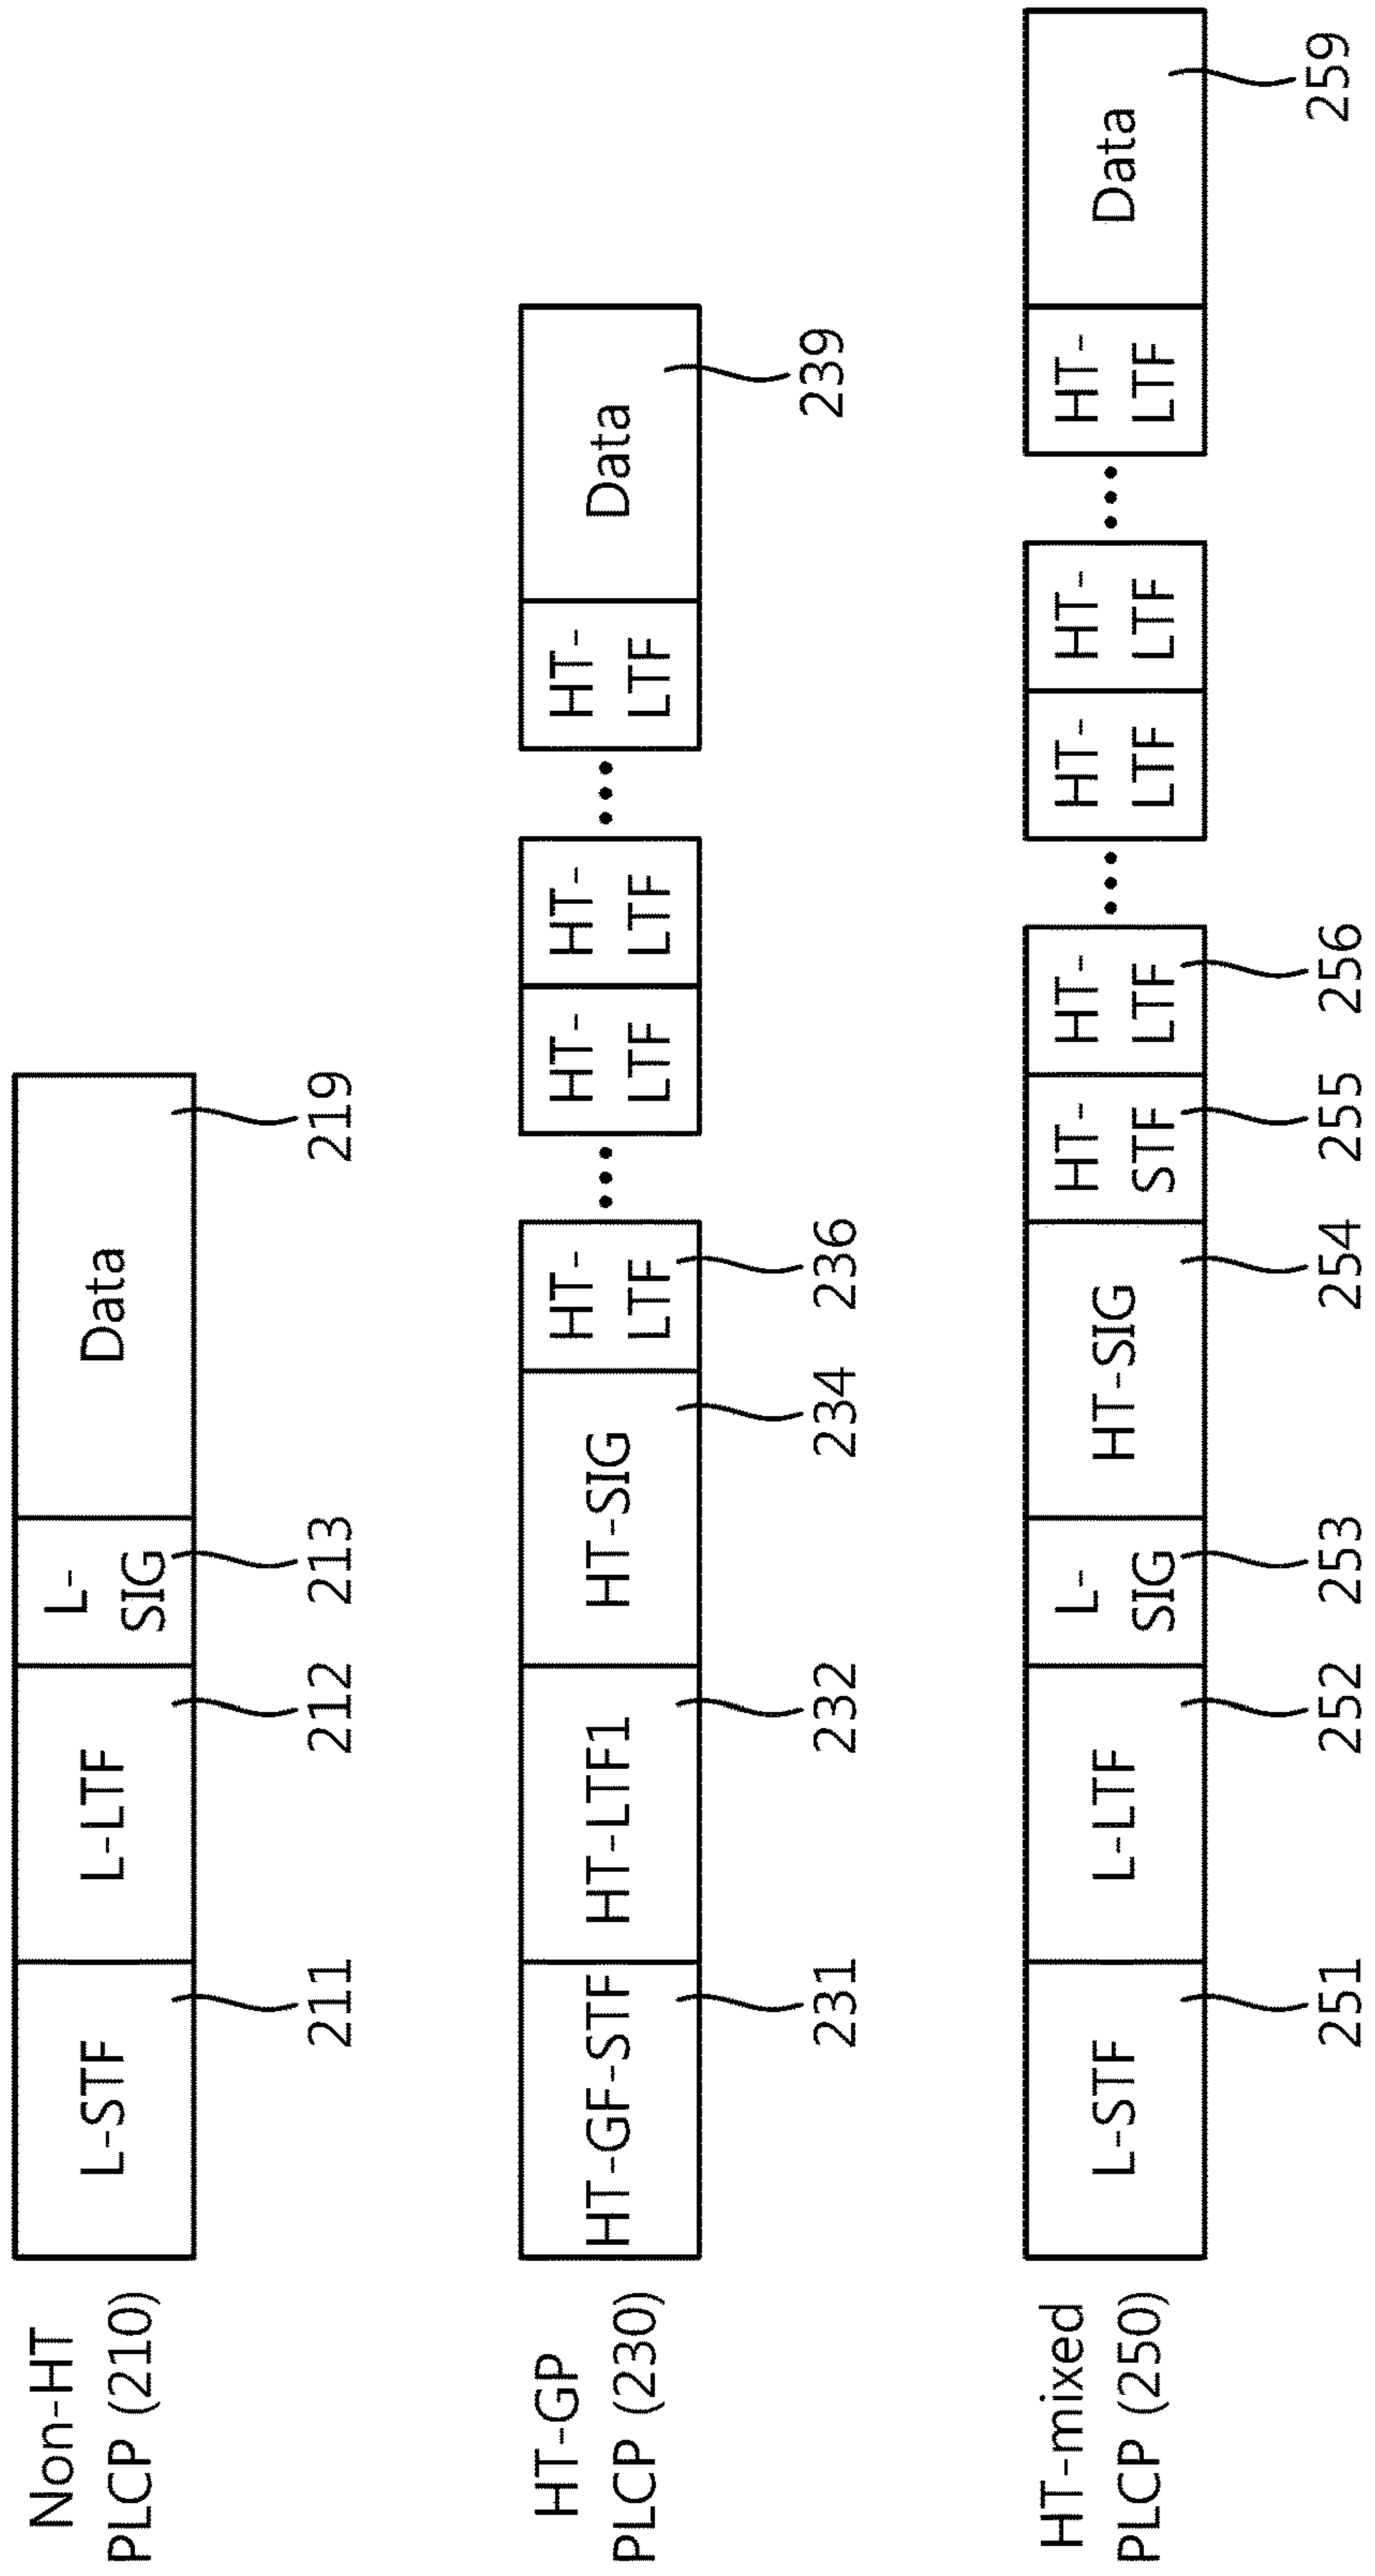 Non-HT
PLCP (210)
L-STF
L-LTF
L-
SIG
Data
211
212
213
219
HT-GP
PLCP (230)
HT-GF-STF
HT-LTF1
HT-SIG
HT-
LTF
•••
HT-
LTF
HT-
LTF
•••
HT-
LTF
Data
231
232
234
236
239
HT-mixed
PLCP (250)
L-STF
L-LTF
L-
SIG
HT-SIG
HT-
STF
HT-
LTF
•••
HT-
LTF
HT-
LTF
•••
HT-
LTF
Data
251
252
253
254
255
256
259